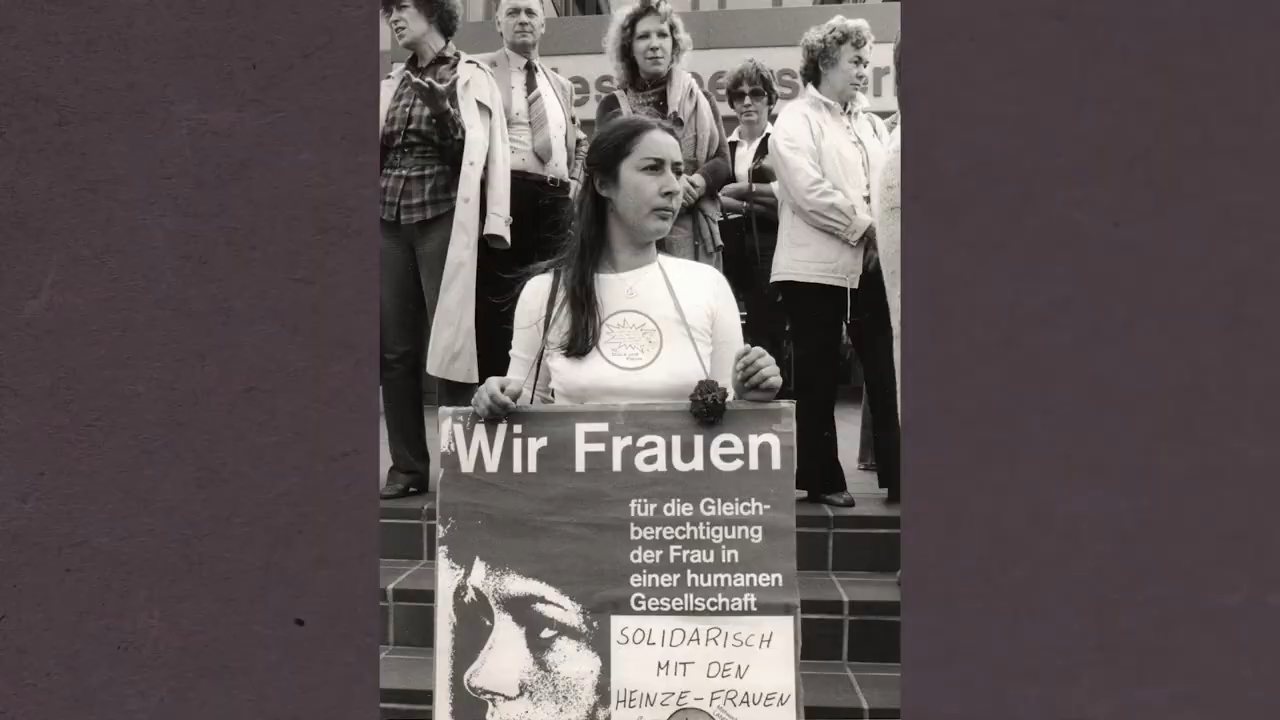 Wir Frauen
für die Gleich-
berechtigung
der Frau in
einer humanen
Gesellschaft
SOLIDARISCH
MIT DEN
HEINZE-FRAUEN